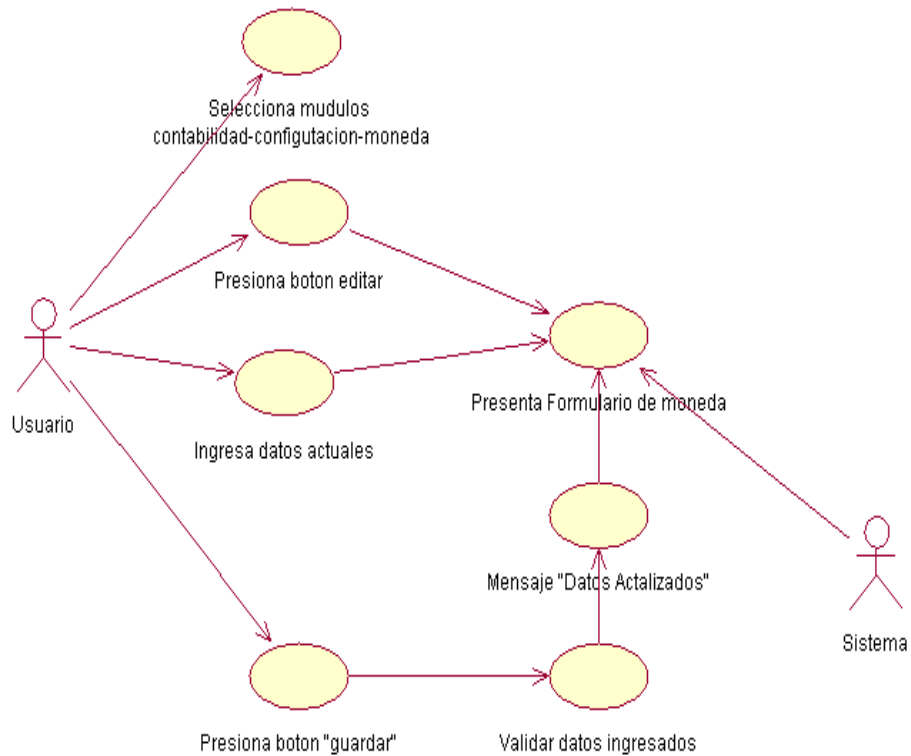 Selecciona mudulos
contabilidad-configutacion-moneda
Presiona boton editar
Presenta Formulario de moneda
Usuario
Ingresa datos actuales
Mensaje "Datos Actalizados"
Sistema
Presiona boton "guardar"
Validar datos ingresados